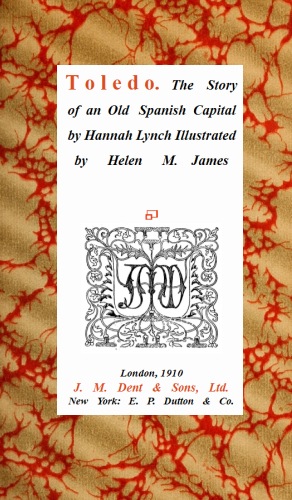 Toledo. The Story
of an Old Spanish Capital
by Hannah Lynch Illustrated
by Helen M. James
JMD
London, 1910
J. M. Dent & Sons, Ltd.
New York: E. P. Dutton & Co.